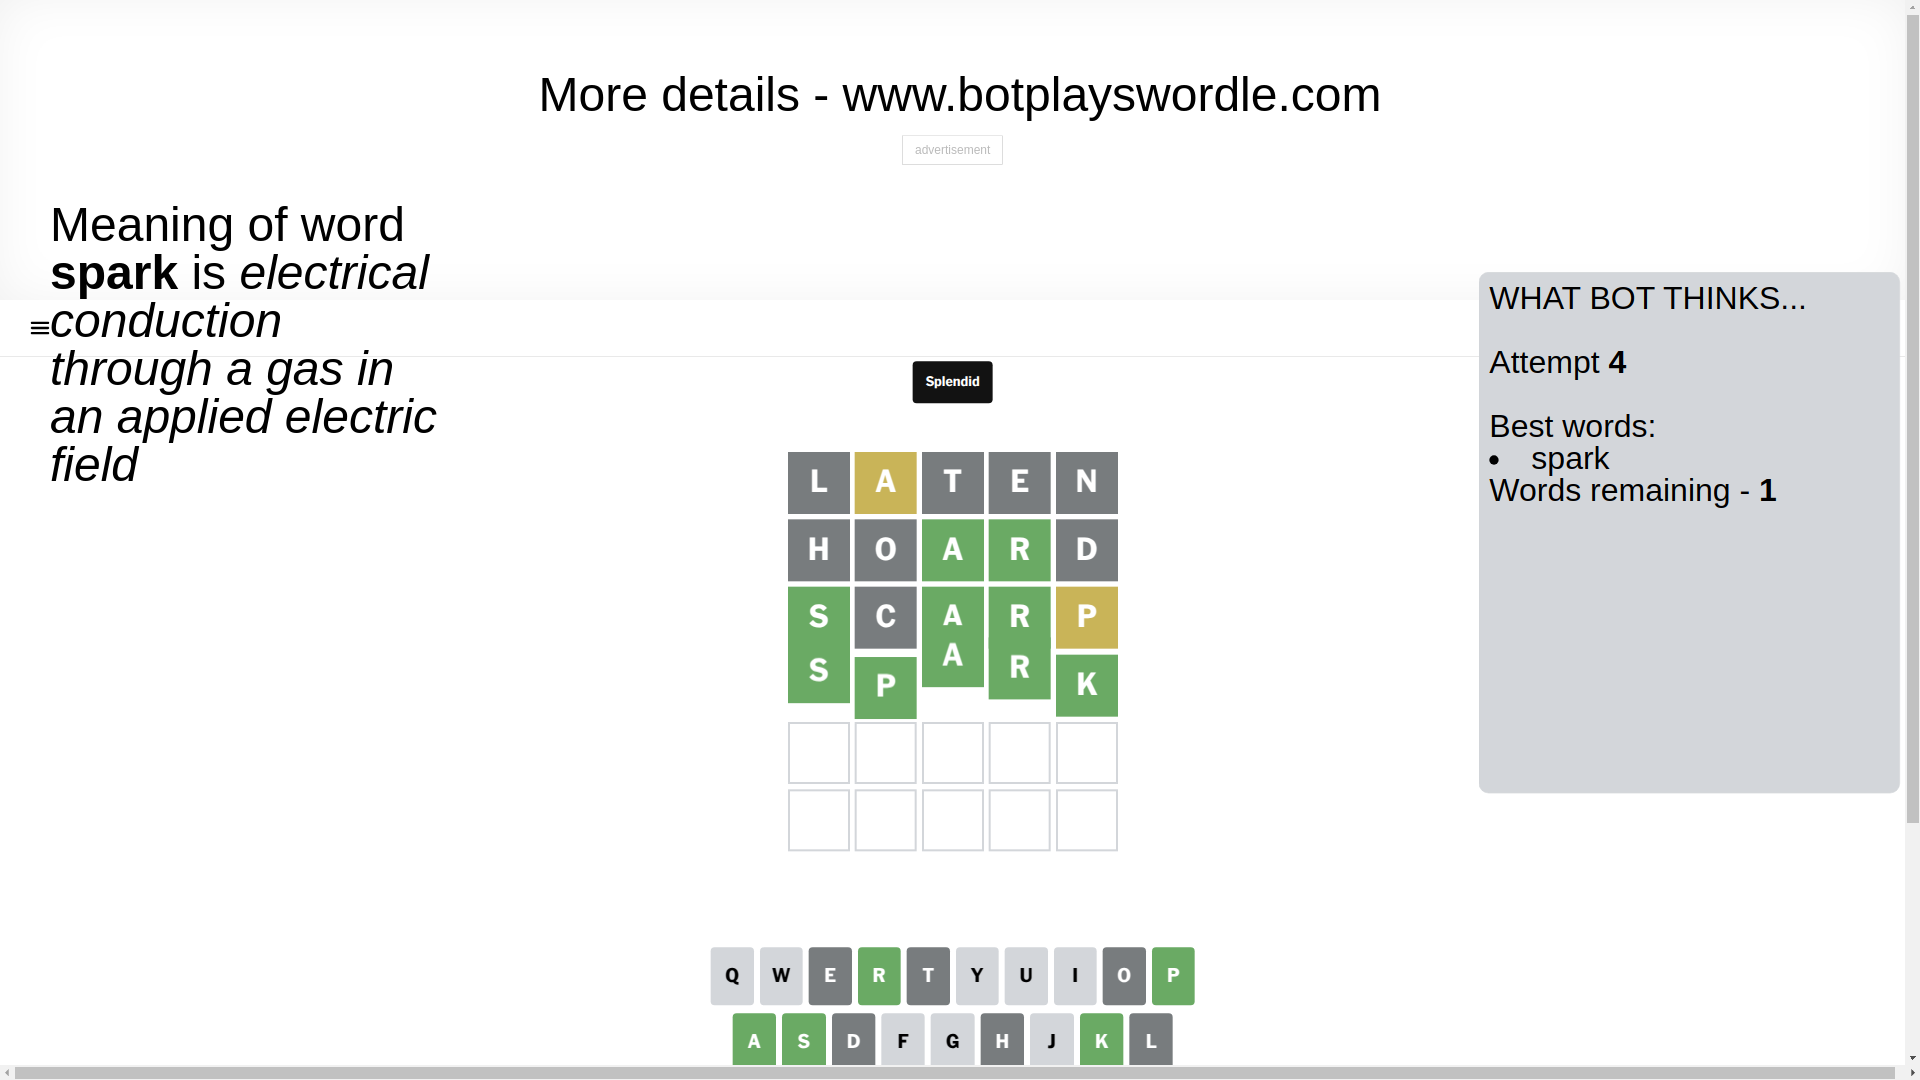 More details - www.botplayswordle.com
advertisement
Meaning of word
spark is electrical
conduction
through a gas in
an applied electric
field
WHAT BOT THINKS...
Attempt 4
Best words:
• spark
Words remaining - 1
Splendid
L A T E N
H O A R D
S C A R P
S P A R K
Q W E R T Y U I O P
A S D F G H J K L